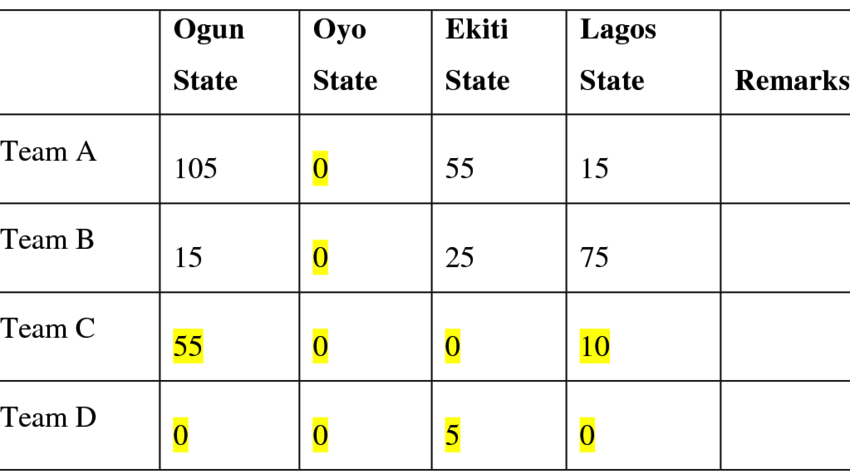 Ogun State Oyo State Ekiti State Lagos State Remarks
Team A 105 0 55 15
Team B 15 0 25 75
Team C 55 0 0 10
Team D 0 0 5 0